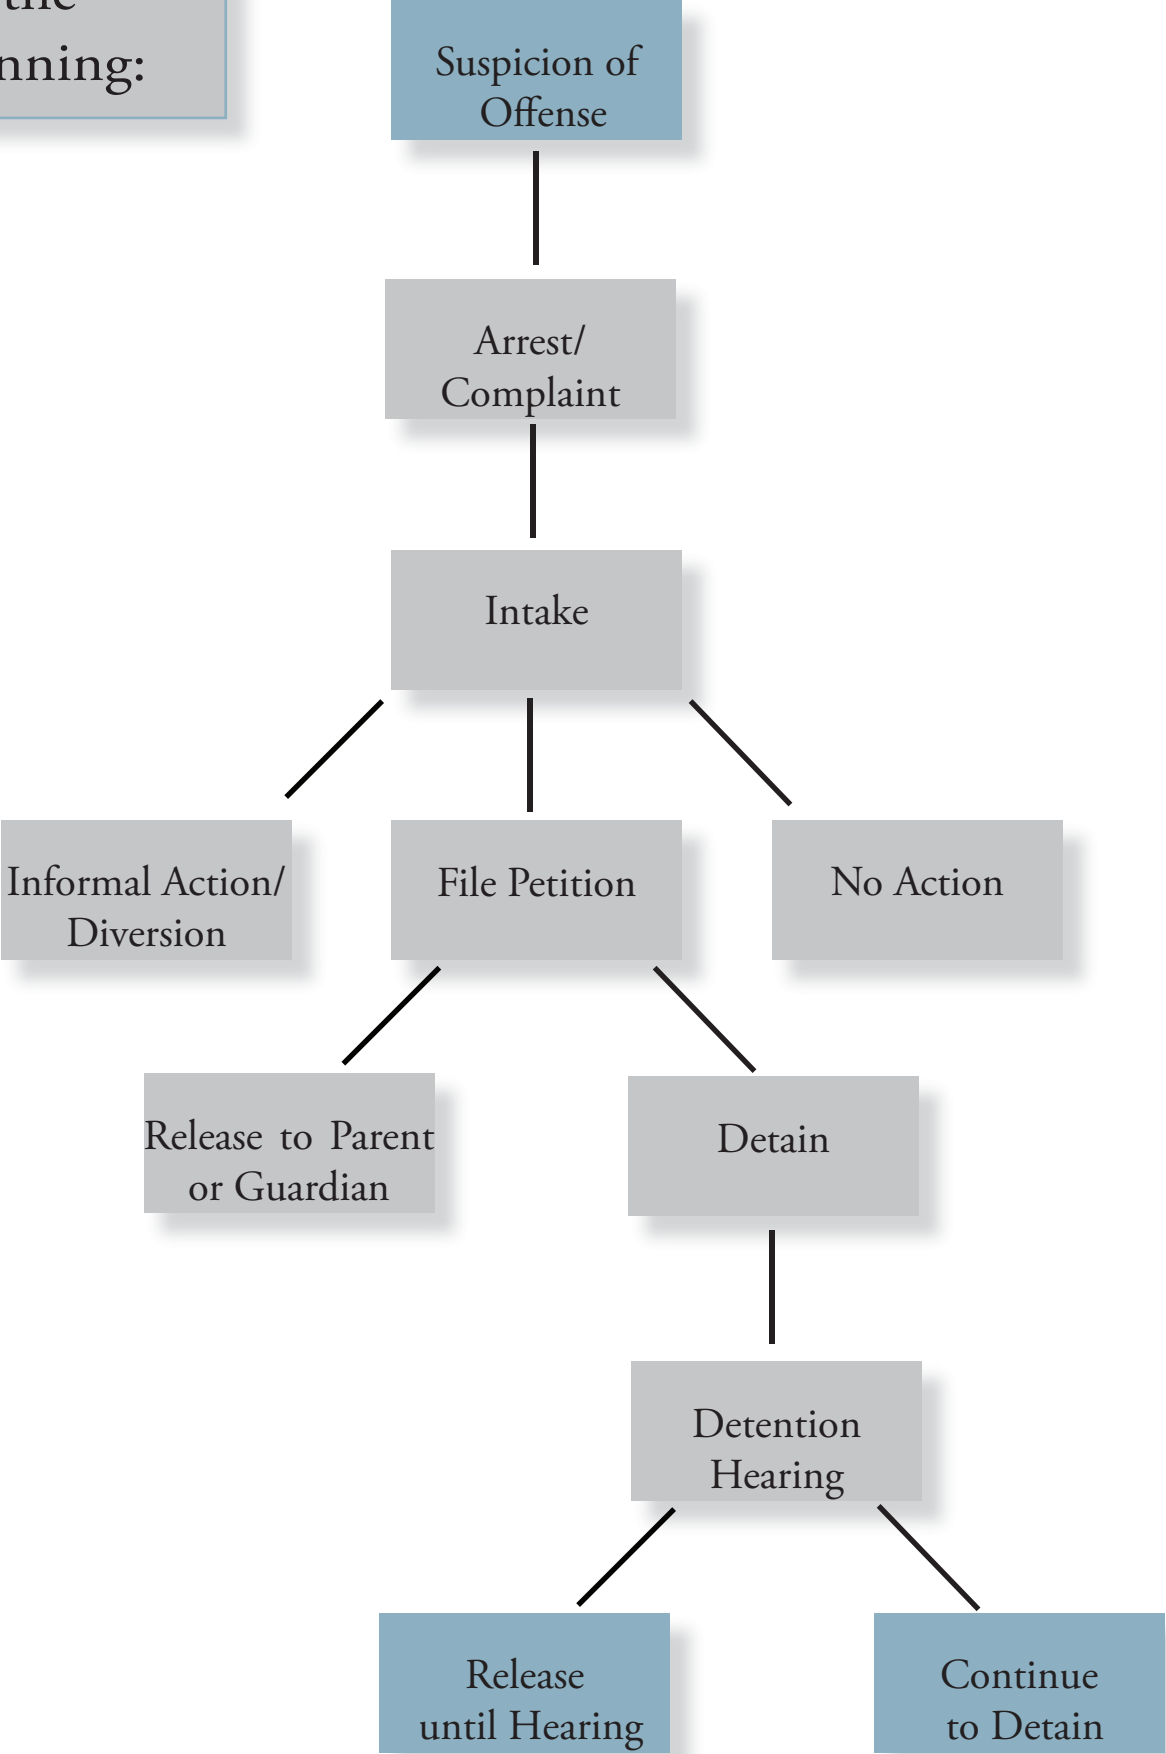 the
nning:
Suspicion of
Offense
Arrest/
Complaint
Intake
Informal Action/
Diversion
File Petition
No Action
Release to Parent
or Guardian
Detain
Detention
Hearing
Release
until Hearing
Continue
to Detain